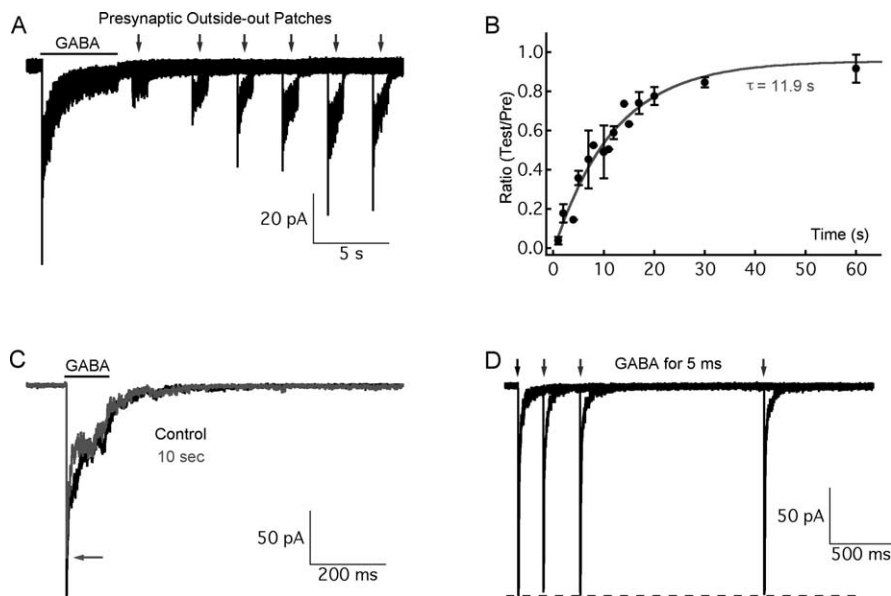 A
Presynaptic Outside-out Patches
GABA
20 pA
5 s
B
Ratio (Test/Pre)
1.0
0.8
0.6
0.4
0.2
0.0
τ = 11.9 s
Time (s)
0 10 20 30 40 50 60
C
GABA
Control
10 sec
50 pA
200 ms
D
GABA for 5 ms
50 pA
500 ms